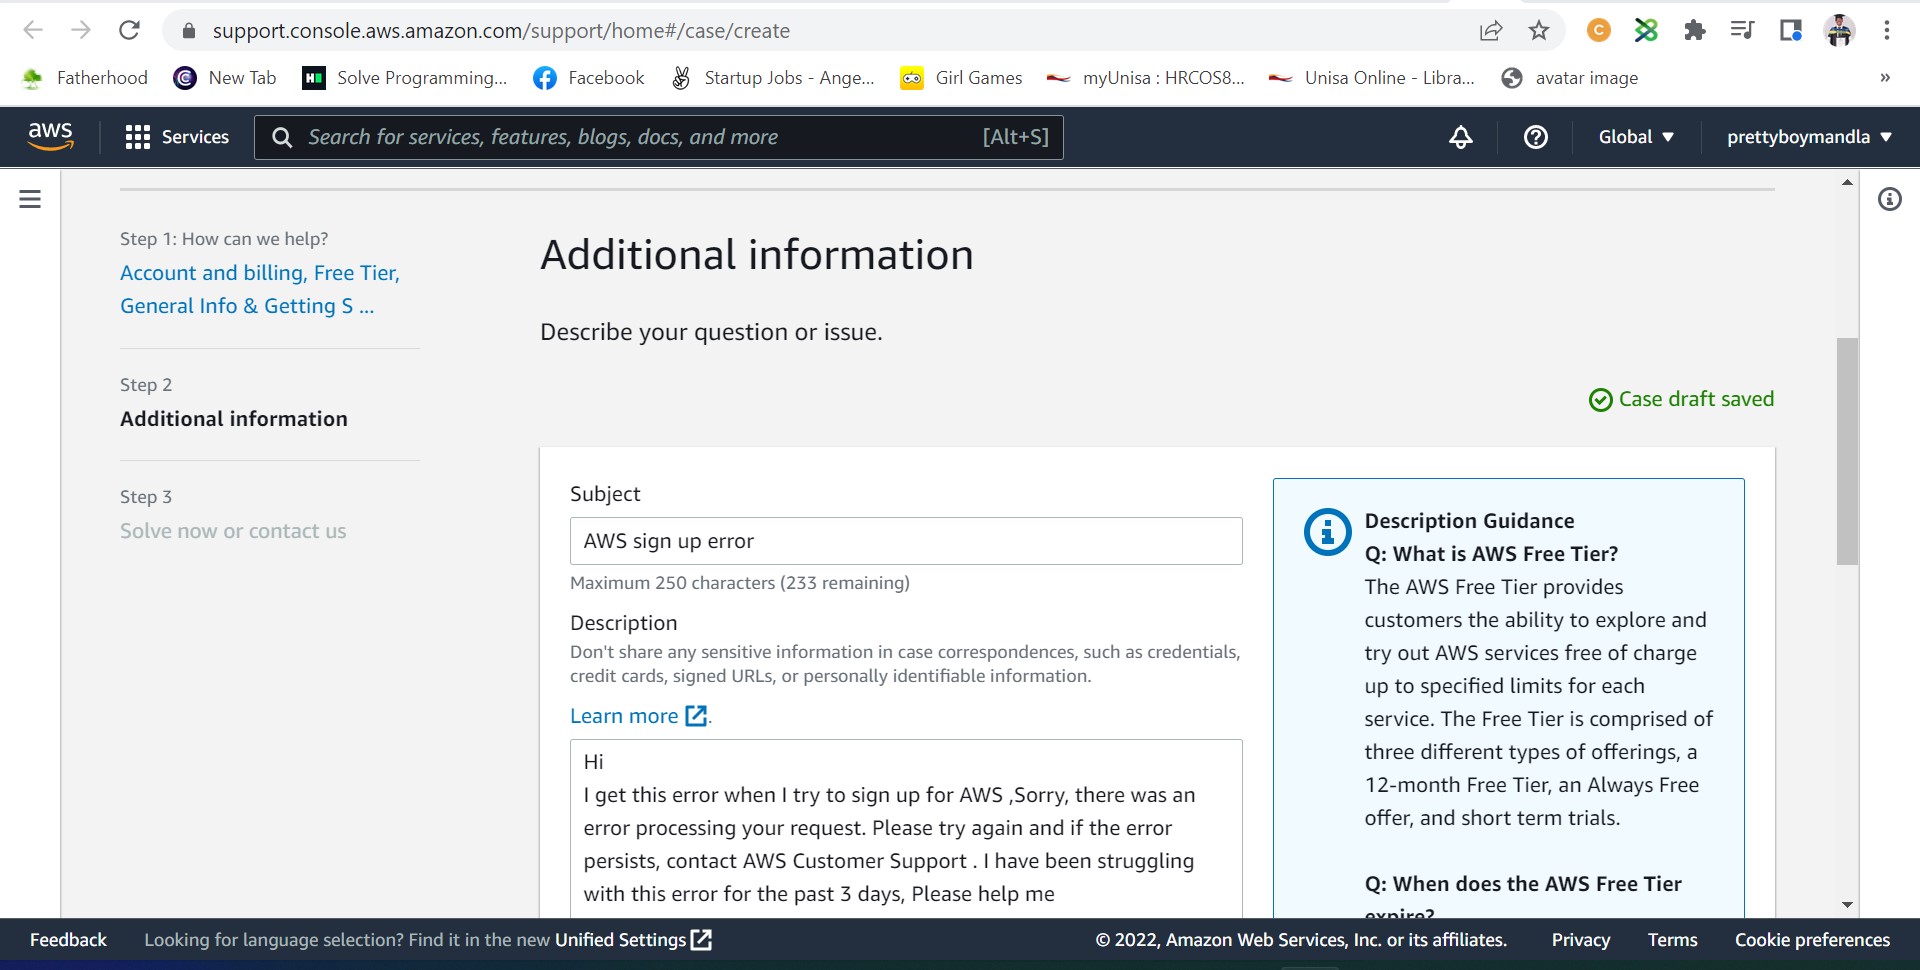 support.console.aws.amazon.com/support/home#/case/create
C
Fatherhood
New Tab
Solve Programming...
Facebook
Startup Jobs - Ange...
Girl Games
myUnisa : HRCOS8...
Unisa Online - Libra...
avatar image
»
aws
Services
Search for services, features, blogs, docs, and more [Alt+S]
Global
prettyboymandla
Step 1: How can we help?
Account and billing, Free Tier,
General Info & Getting S ...
Step 2
Additional information
Step 3
Solve now or contact us
Additional information
Describe your question or issue.
Case draft saved
Subject
AWS sign up error
Maximum 250 characters (233 remaining)
Description
Don't share any sensitive information in case correspondences, such as credentials,
credit cards, signed URLs, or personally identifiable information.
Learn more .
Hi
I get this error when I try to sign up for AWS ,Sorry, there was an
error processing your request. Please try again and if the error
persists, contact AWS Customer Support . I have been struggling
with this error for the past 3 days, Please help me
Description Guidance
Q: What is AWS Free Tier?
The AWS Free Tier provides
customers the ability to explore and
try out AWS services free of charge
up to specified limits for each
service. The Free Tier is comprised of
three different types of offerings, a
12-month Free Tier, an Always Free
offer, and short term trials.
Q: When does the AWS Free Tier
expire?
Feedback
Looking for language selection? Find it in the new Unified Settings
© 2022, Amazon Web Services, Inc. or its affiliates.
Privacy
Terms
Cookie preferences